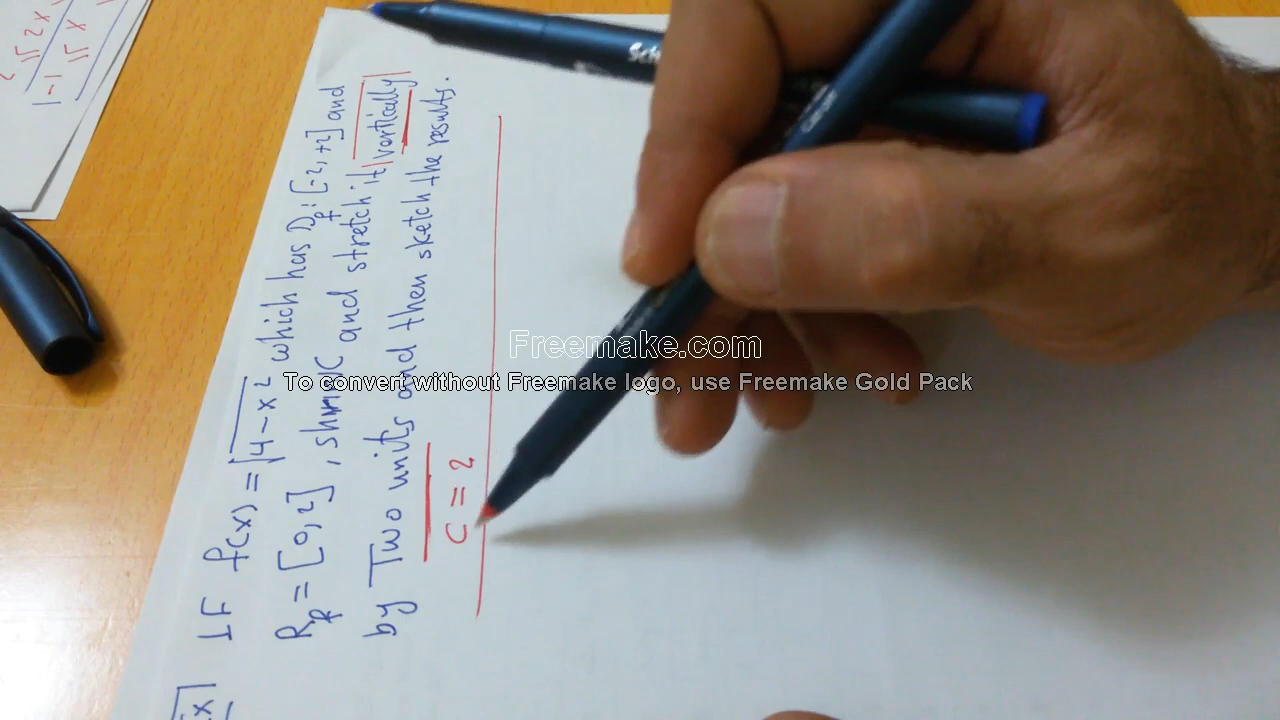 IF f(x) = √4-x² which has D_f: [-2, +2] and
R_f = [0, 2], shrink and stretch it vertically
by Two units and then sketch the results.
C = 2
Freemake.com
To convert without Freemake logo, use Freemake Gold Pack